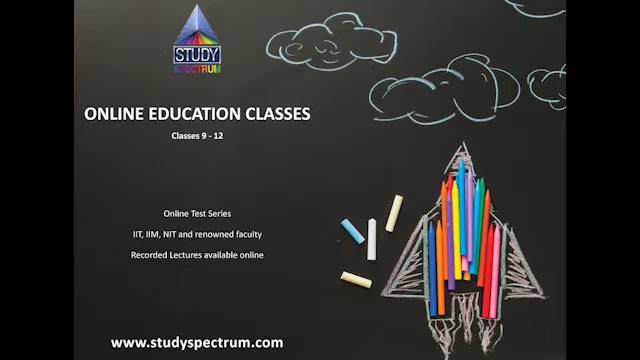 STUDY
SPECTRUM
ONLINE EDUCATION CLASSES
Classes 9 - 12
Online Test Series
IIT, IIM, NIT and renowned faculty
Recorded Lectures available online
www.studyspectrum.com